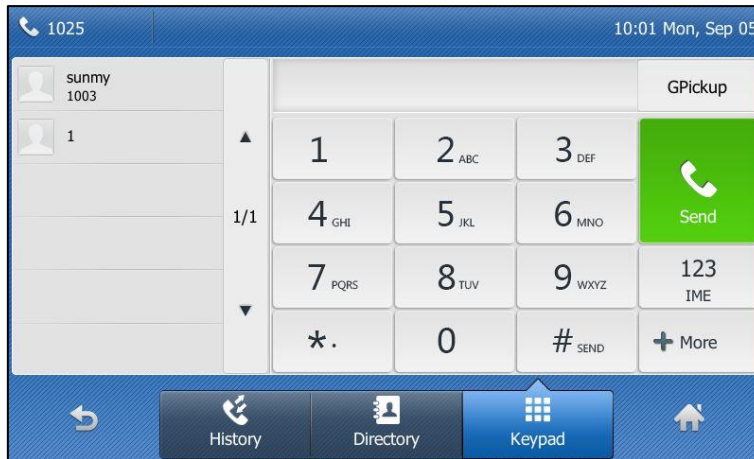 1025
10:01 Mon, Sep 05
sunmy
1003
1
1/1
GPickup
1
2 ABC
3 DEF
Send
4 GHI
5 JKL
6 MNO
7 PQRS
8 TUV
9 WXYZ
123
IME
*.
0
# SEND
More
History
Directory
Keypad